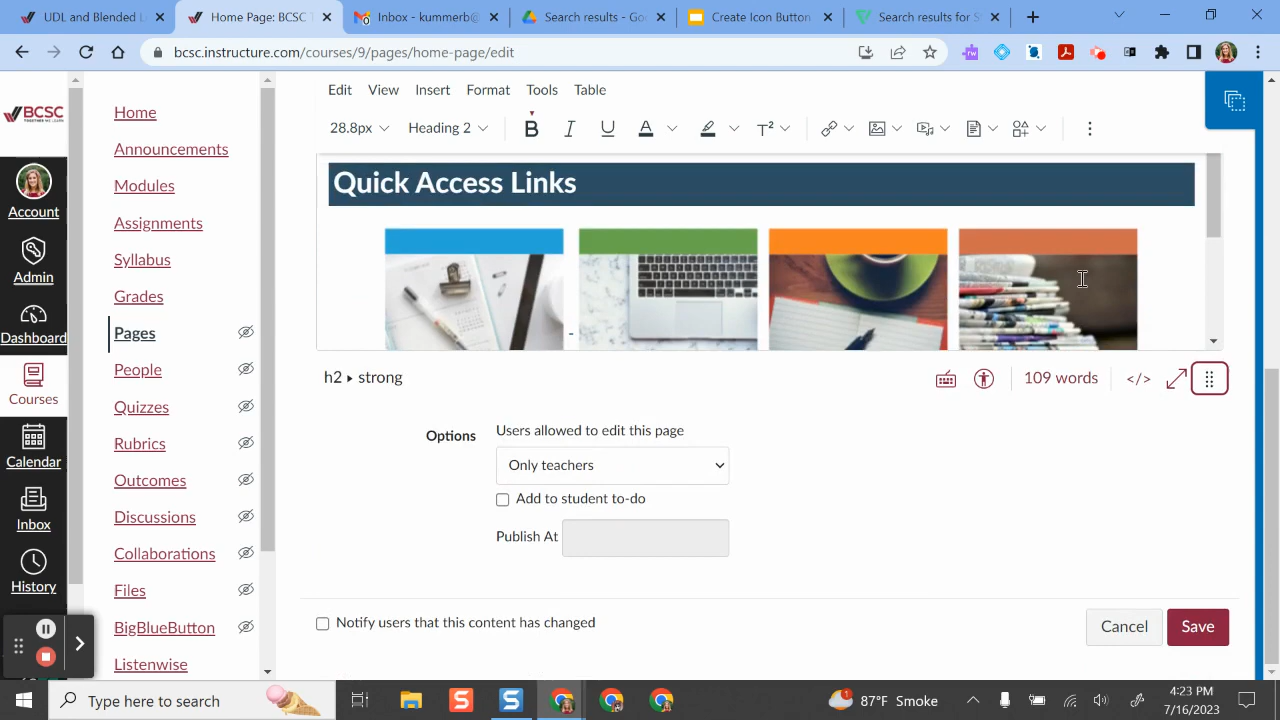 UDL and Blended L
Home Page: BCSC T
Inbox - kummerb@
Search results - Goo
Create Icon Button
Search results for S
bcsc.instructure.com/courses/9/pages/home-page/edit
BCSC
TOGETHER WE LEARN
Account
Admin
Dashboard
Courses
Calendar
Inbox
History
Home
Announcements
Modules
Assignments
Syllabus
Grades
Pages
People
Quizzes
Rubrics
Outcomes
Discussions
Collaborations
Files
BigBlueButton
Listenwise
Edit View Insert Format Tools Table
28.8px Heading 2 B I U A T²
Quick Access Links
h2 ▸ strong
109 words </>
Options
Users allowed to edit this page
Only teachers
Add to student to-do
Publish At
Notify users that this content has changed
Cancel Save
Type here to search
87°F Smoke
4:23 PM
7/16/2023